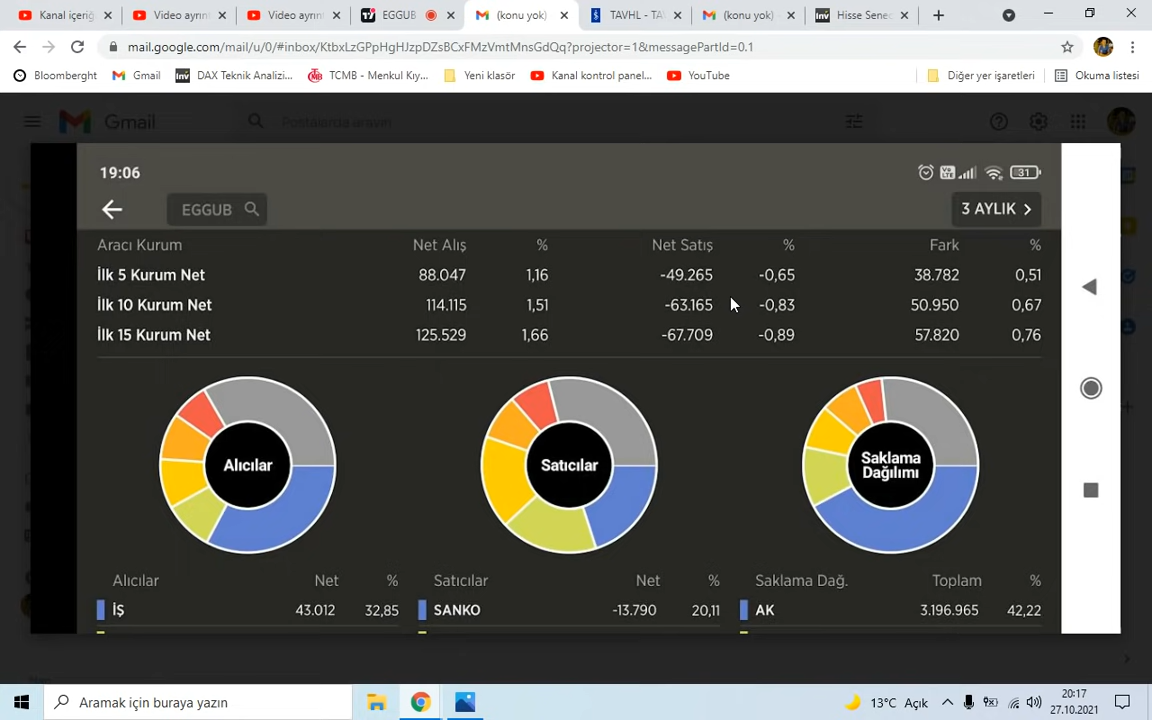 Kanal içeriğ
Video ayrın
Video ayrın
EGGUB
(konu yok)
TAVHL - TA
(konu yok) -
Hisse Sened
mail.google.com/mail/u/0/#inbox/KtbxLzGPpHgHJzpDZsBCxFMzVmtMnsGdQq?projector=1&messagePartId=0.1
Bloomberght
Gmail
DAX Teknik Analizi...
TCMB - Menkul Kıy...
Yeni klasör
Kanal kontrol panel...
YouTube
Diğer yer işaretleri
Okuma listesi
Gmail
Postalarda arayın
19:06
31
EGGUB
3 AYLIK
Aracı Kurum Net Alış % Net Satış % Fark %
İlk 5 Kurum Net 88.047 1,16 -49.265 -0,65 38.782 0,51
İlk 10 Kurum Net 114.115 1,51 -63.165 -0,83 50.950 0,67
İlk 15 Kurum Net 125.529 1,66 -67.709 -0,89 57.820 0,76
Alıcılar
Satıcılar
Saklama
Dağılımı
Alıcılar Net % Satıcılar Net % Saklama Dağ. Toplam %
İŞ 43.012 32,85 SANKO -13.790 20,11 AK 3.196.965 42,22
Aramak için buraya yazın
13°C Açık
20:17
27.10.2021